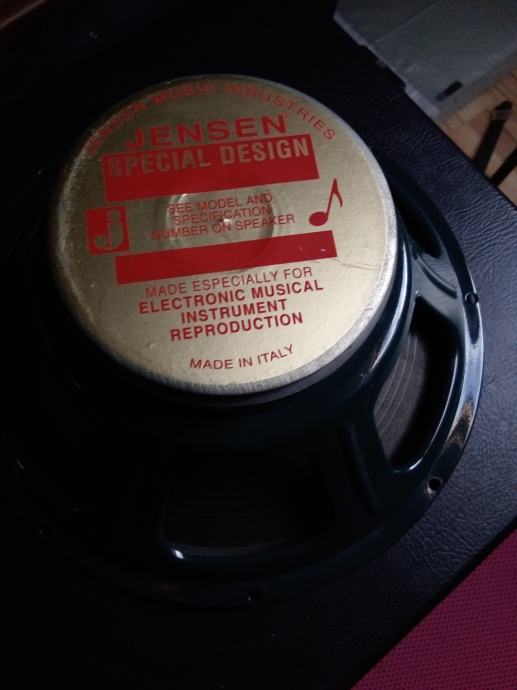 JENSEN MUSIC INDUSTRIES
JENSEN
SPECIAL DESIGN
j
SEE MODEL AND
SPECIFICATION
NUMBER ON SPEAKER
MADE ESPECIALLY FOR
ELECTRONIC MUSICAL
INSTRUMENT
REPRODUCTION
MADE IN ITALY